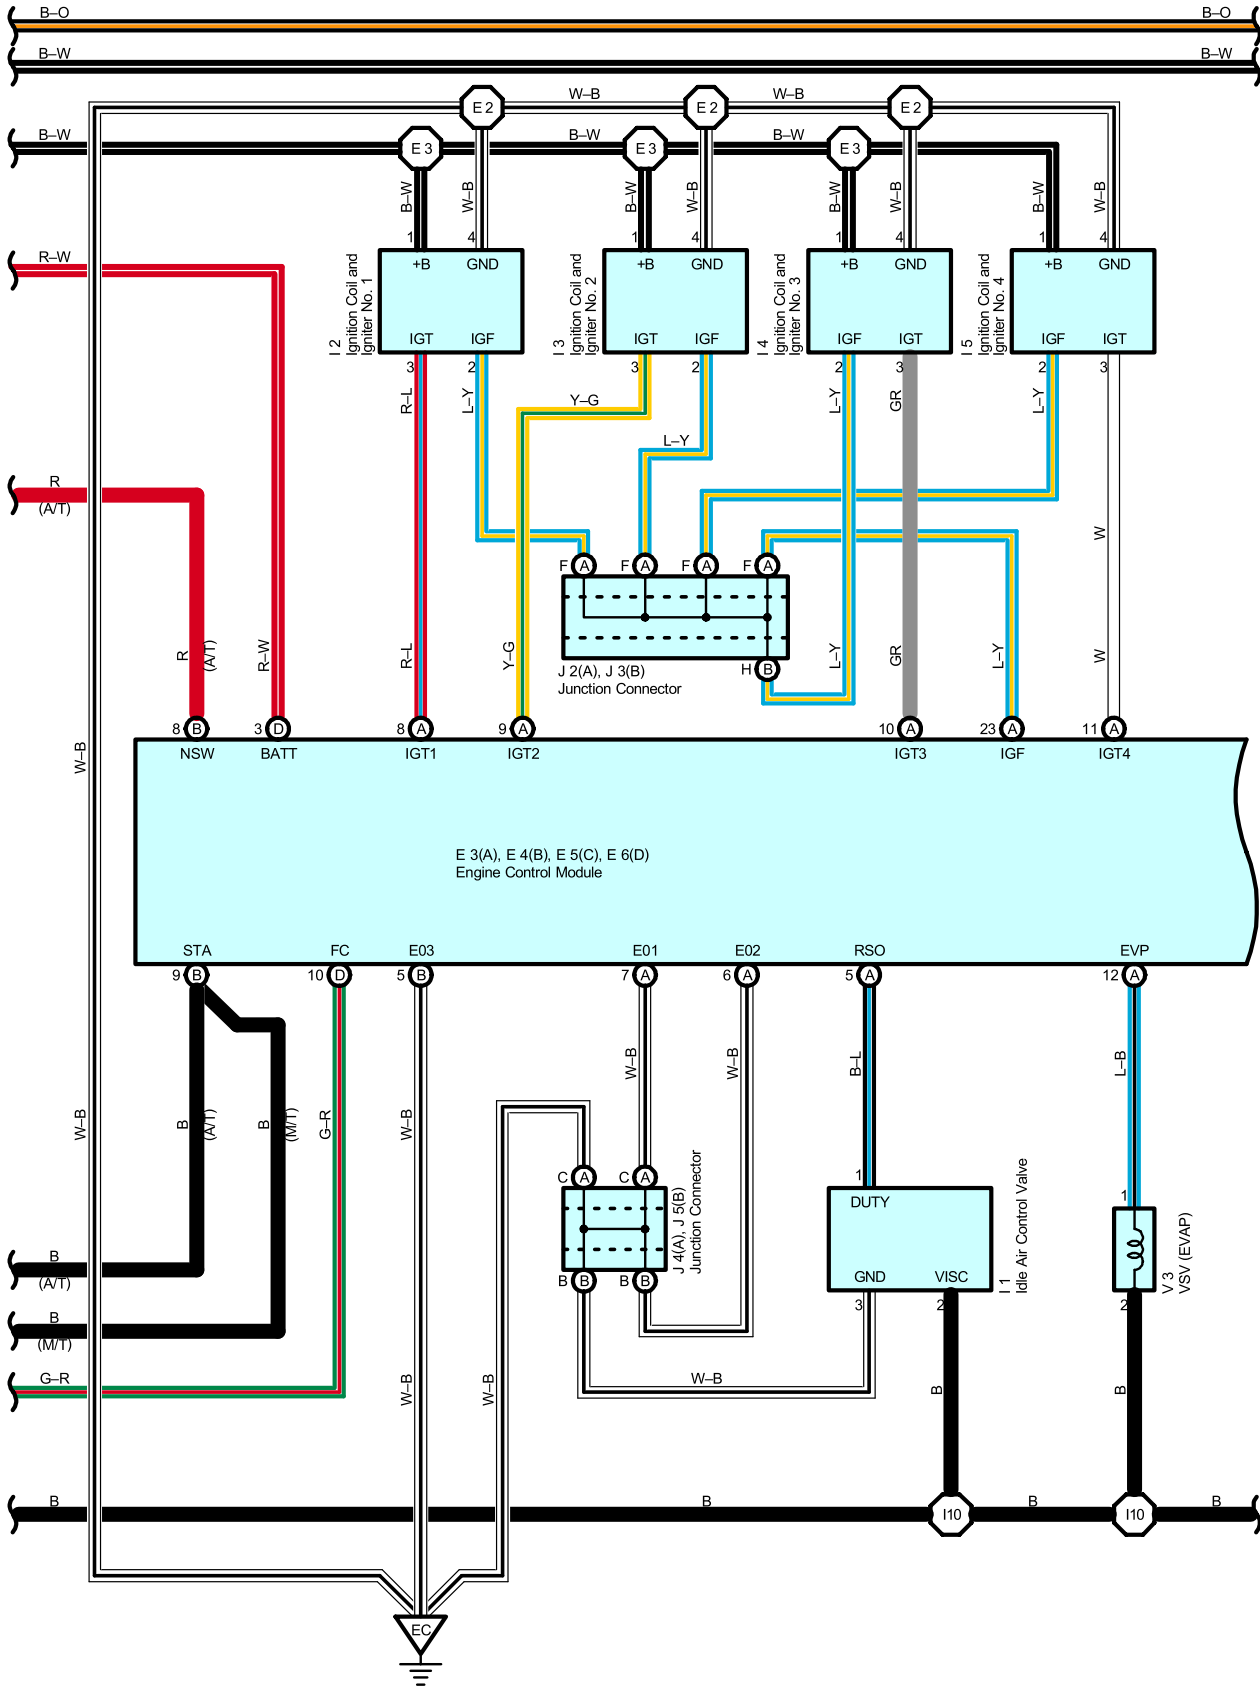 B–O B–O
B–W B–W
W–B W–B
E 2 E 2 E 2
B–W B–W B–W
E 3 E 3 E 3
B–W W–B B–W W–B B–W W–B B–W W–B
1 4 1 4 1 4 1 4
R–W
+B GND +B GND +B GND +B GND
I 2 Ignition Coil and Igniter No. 1
I 3 Ignition Coil and Igniter No. 2
I 4 Ignition Coil and Igniter No. 3
I 5 Ignition Coil and Igniter No. 4
IGT IGF IGT IGF IGF IGT IGF IGT
3 2 3 2 2 3 2 3
R–L L–Y Y–G L–Y GR L–Y
L–Y
R
(A/T)
W
F A F A F A F A
R (A/T) R–W R–L Y–G L–Y GR L–Y W
H B
J 2(A), J 3(B)
Junction Connector
8 B 3 D 8 A 9 A 10 A 23 A 11 A
NSW BATT IGT1 IGT2 IGT3 IGF IGT4
W–B
E 3(A), E 4(B), E 5(C), E 6(D)
Engine Control Module
STA FC E03 E01 E02 RSO EVP
9 B 10 D 5 B 7 A 6 A 5 A 12 A
W–B W–B B–L L–B
W–B B (A/T) B (M/T) G–R W–B
C A C A
J 4(A), J 5(B)
Junction Connector
1 1
DUTY
I 1
Idle Air Control Valve
V 3
VSV (EVAP)
B
(A/T)
B B B B
GND VISC
3 2 2
B
(M/T)
G–R W–B W–B W–B B B
B B B B
I10 I10
EC